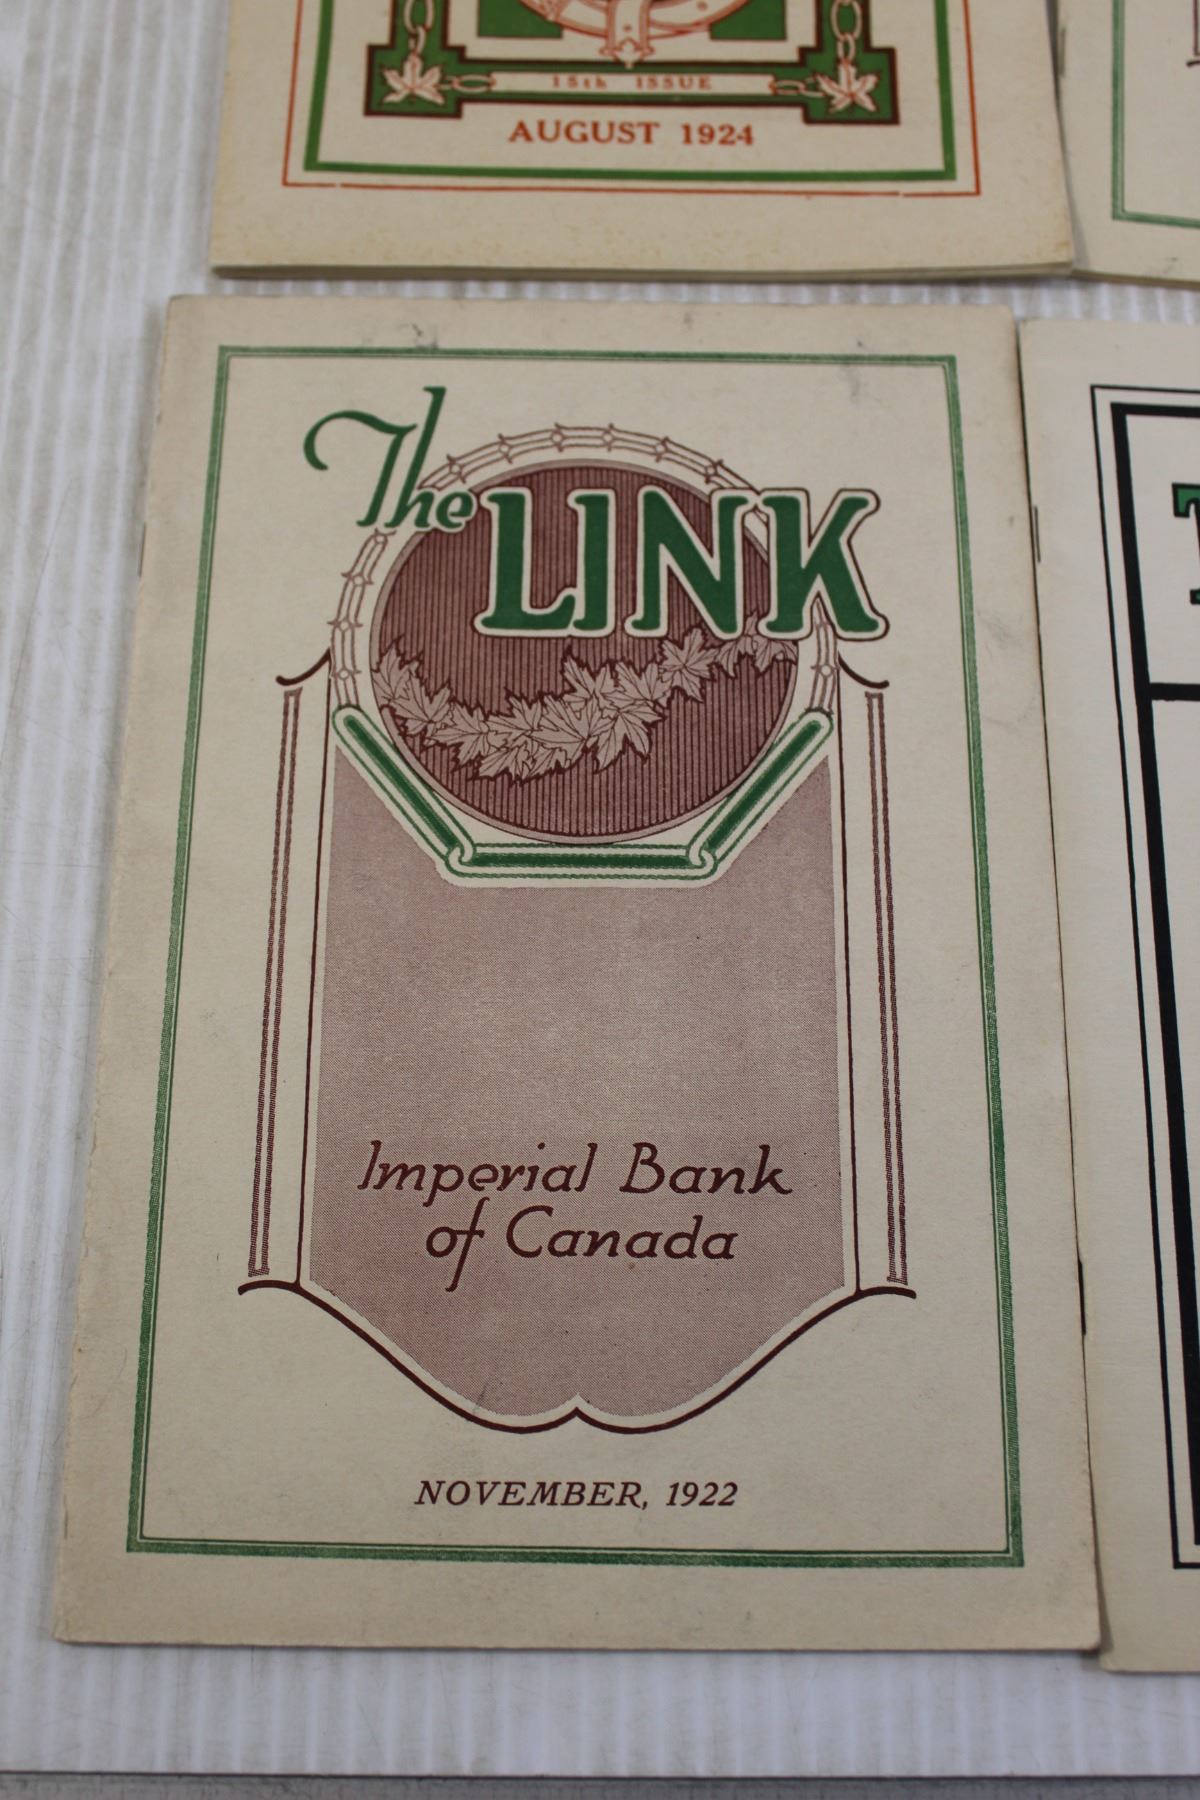 15th ISSUE
AUGUST 1924
The LINK
Imperial Bank
of Canada
NOVEMBER, 1922